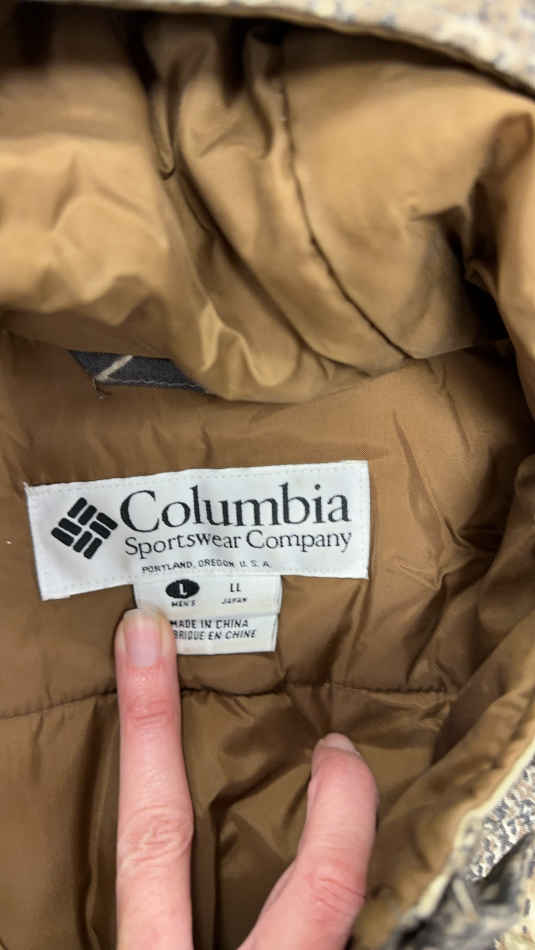 Columbia
Sportswear Company
PORTLAND, OREGON, U.S.A.
L LL
MEN'S JAPAN
MADE IN CHINA
BRIQUE EN CHINE